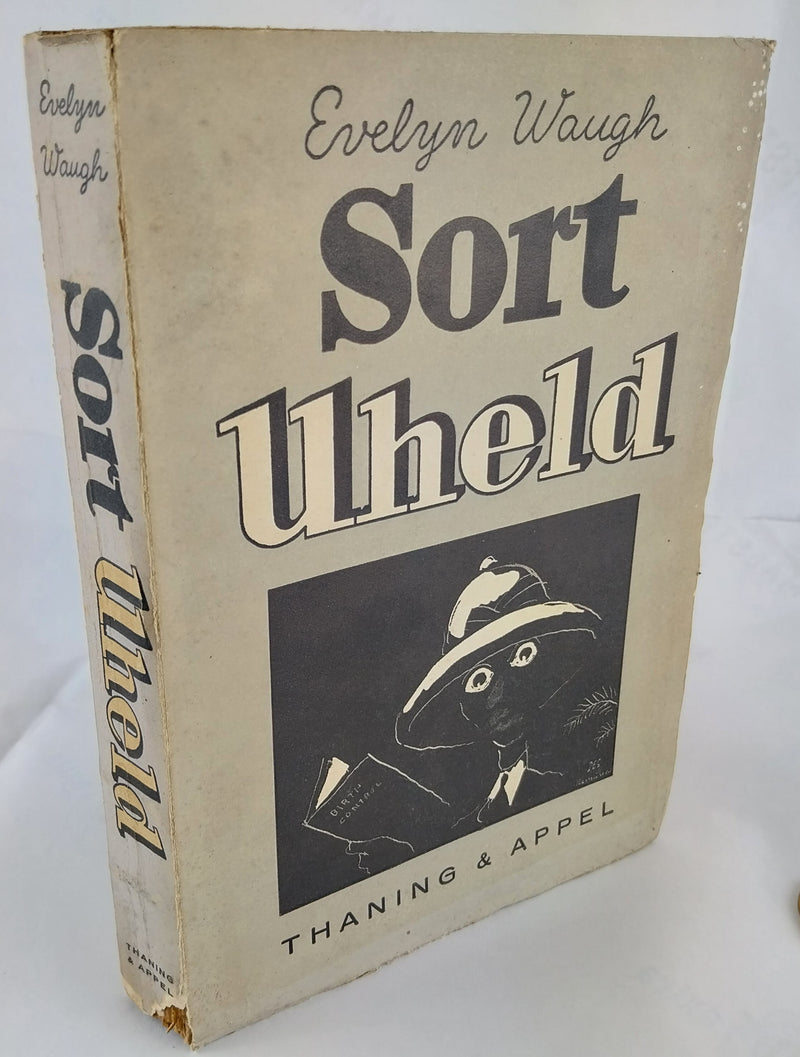 Evelyn
Waugh
Sort Uheld
THANING
& APPEL
Evelyn Waugh
Sort
Uheld
BIRTH
CONTROL
THANING & APPEL